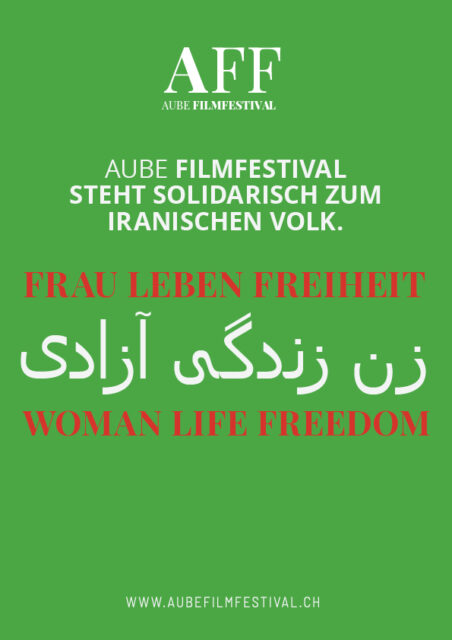 AFF
AUBE FILMFESTIVAL
AUBE FILMFESTIVAL
STEHT SOLIDARISCH ZUM
IRANISCHEN VOLK.
FRAU LEBEN FREIHEIT
زن زندگی آزادی
WOMAN LIFE FREEDOM
WWW.AUBEFILMFESTIVAL.CH